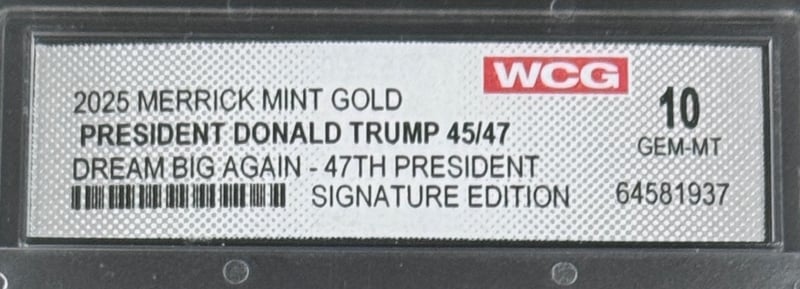 WCG
2025 MERRICK MINT GOLD
PRESIDENT DONALD TRUMP 45/47
DREAM BIG AGAIN - 47TH PRESIDENT
SIGNATURE EDITION
10
GEM-MT
64581937